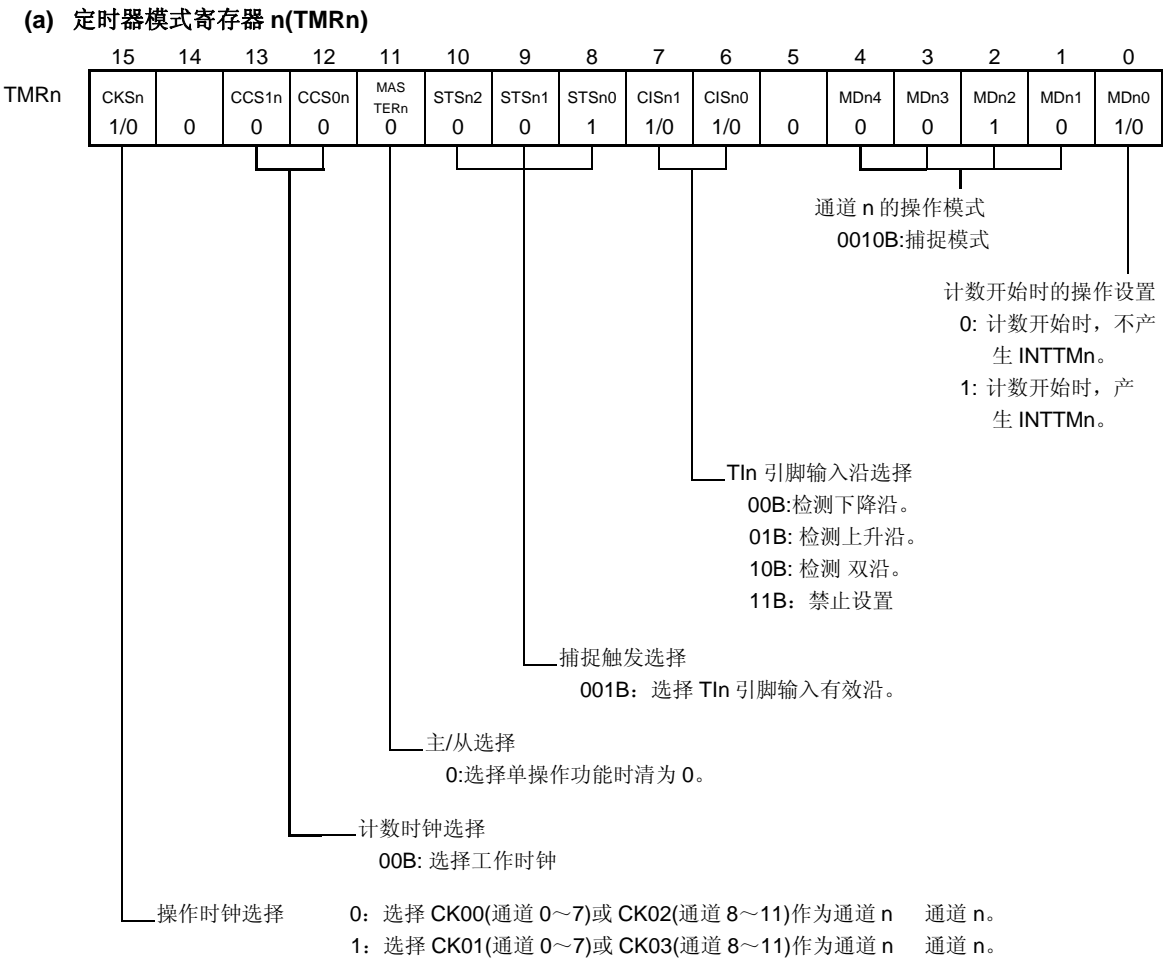 (a) 定时器模式寄存器 n(TMRn)
15 14 13 12 11 10 9 8 7 6 5 4 3 2 1 0
TMRn CKSn CCS1n CCS0n MAS TERn STSn2 STSn1 STSn0 CISn1 CISn0 MDn4 MDn3 MDn2 MDn1 MDn0
1/0 0 0 0 0 0 0 1 1/0 1/0 0 0 0 1 0 1/0
通道 n 的操作模式
0010B:捕捉模式
计数开始时的操作设置
0: 计数开始时，不产
生 INTTMn。
1: 计数开始时，产
生 INTTMn。
TIn 引脚输入沿选择
00B:检测下降沿。
01B: 检测上升沿。
10B: 检测 双沿。
11B：禁止设置
捕捉触发选择
001B：选择 TIn 引脚输入有效沿。
主/从选择
0:选择单操作功能时清为 0。
计数时钟选择
00B: 选择工作时钟
操作时钟选择 0：选择 CK00(通道 0～7)或 CK02(通道 8～11)作为通道 n 通道 n。
1：选择 CK01(通道 0～7)或 CK03(通道 8～11)作为通道 n 通道 n。